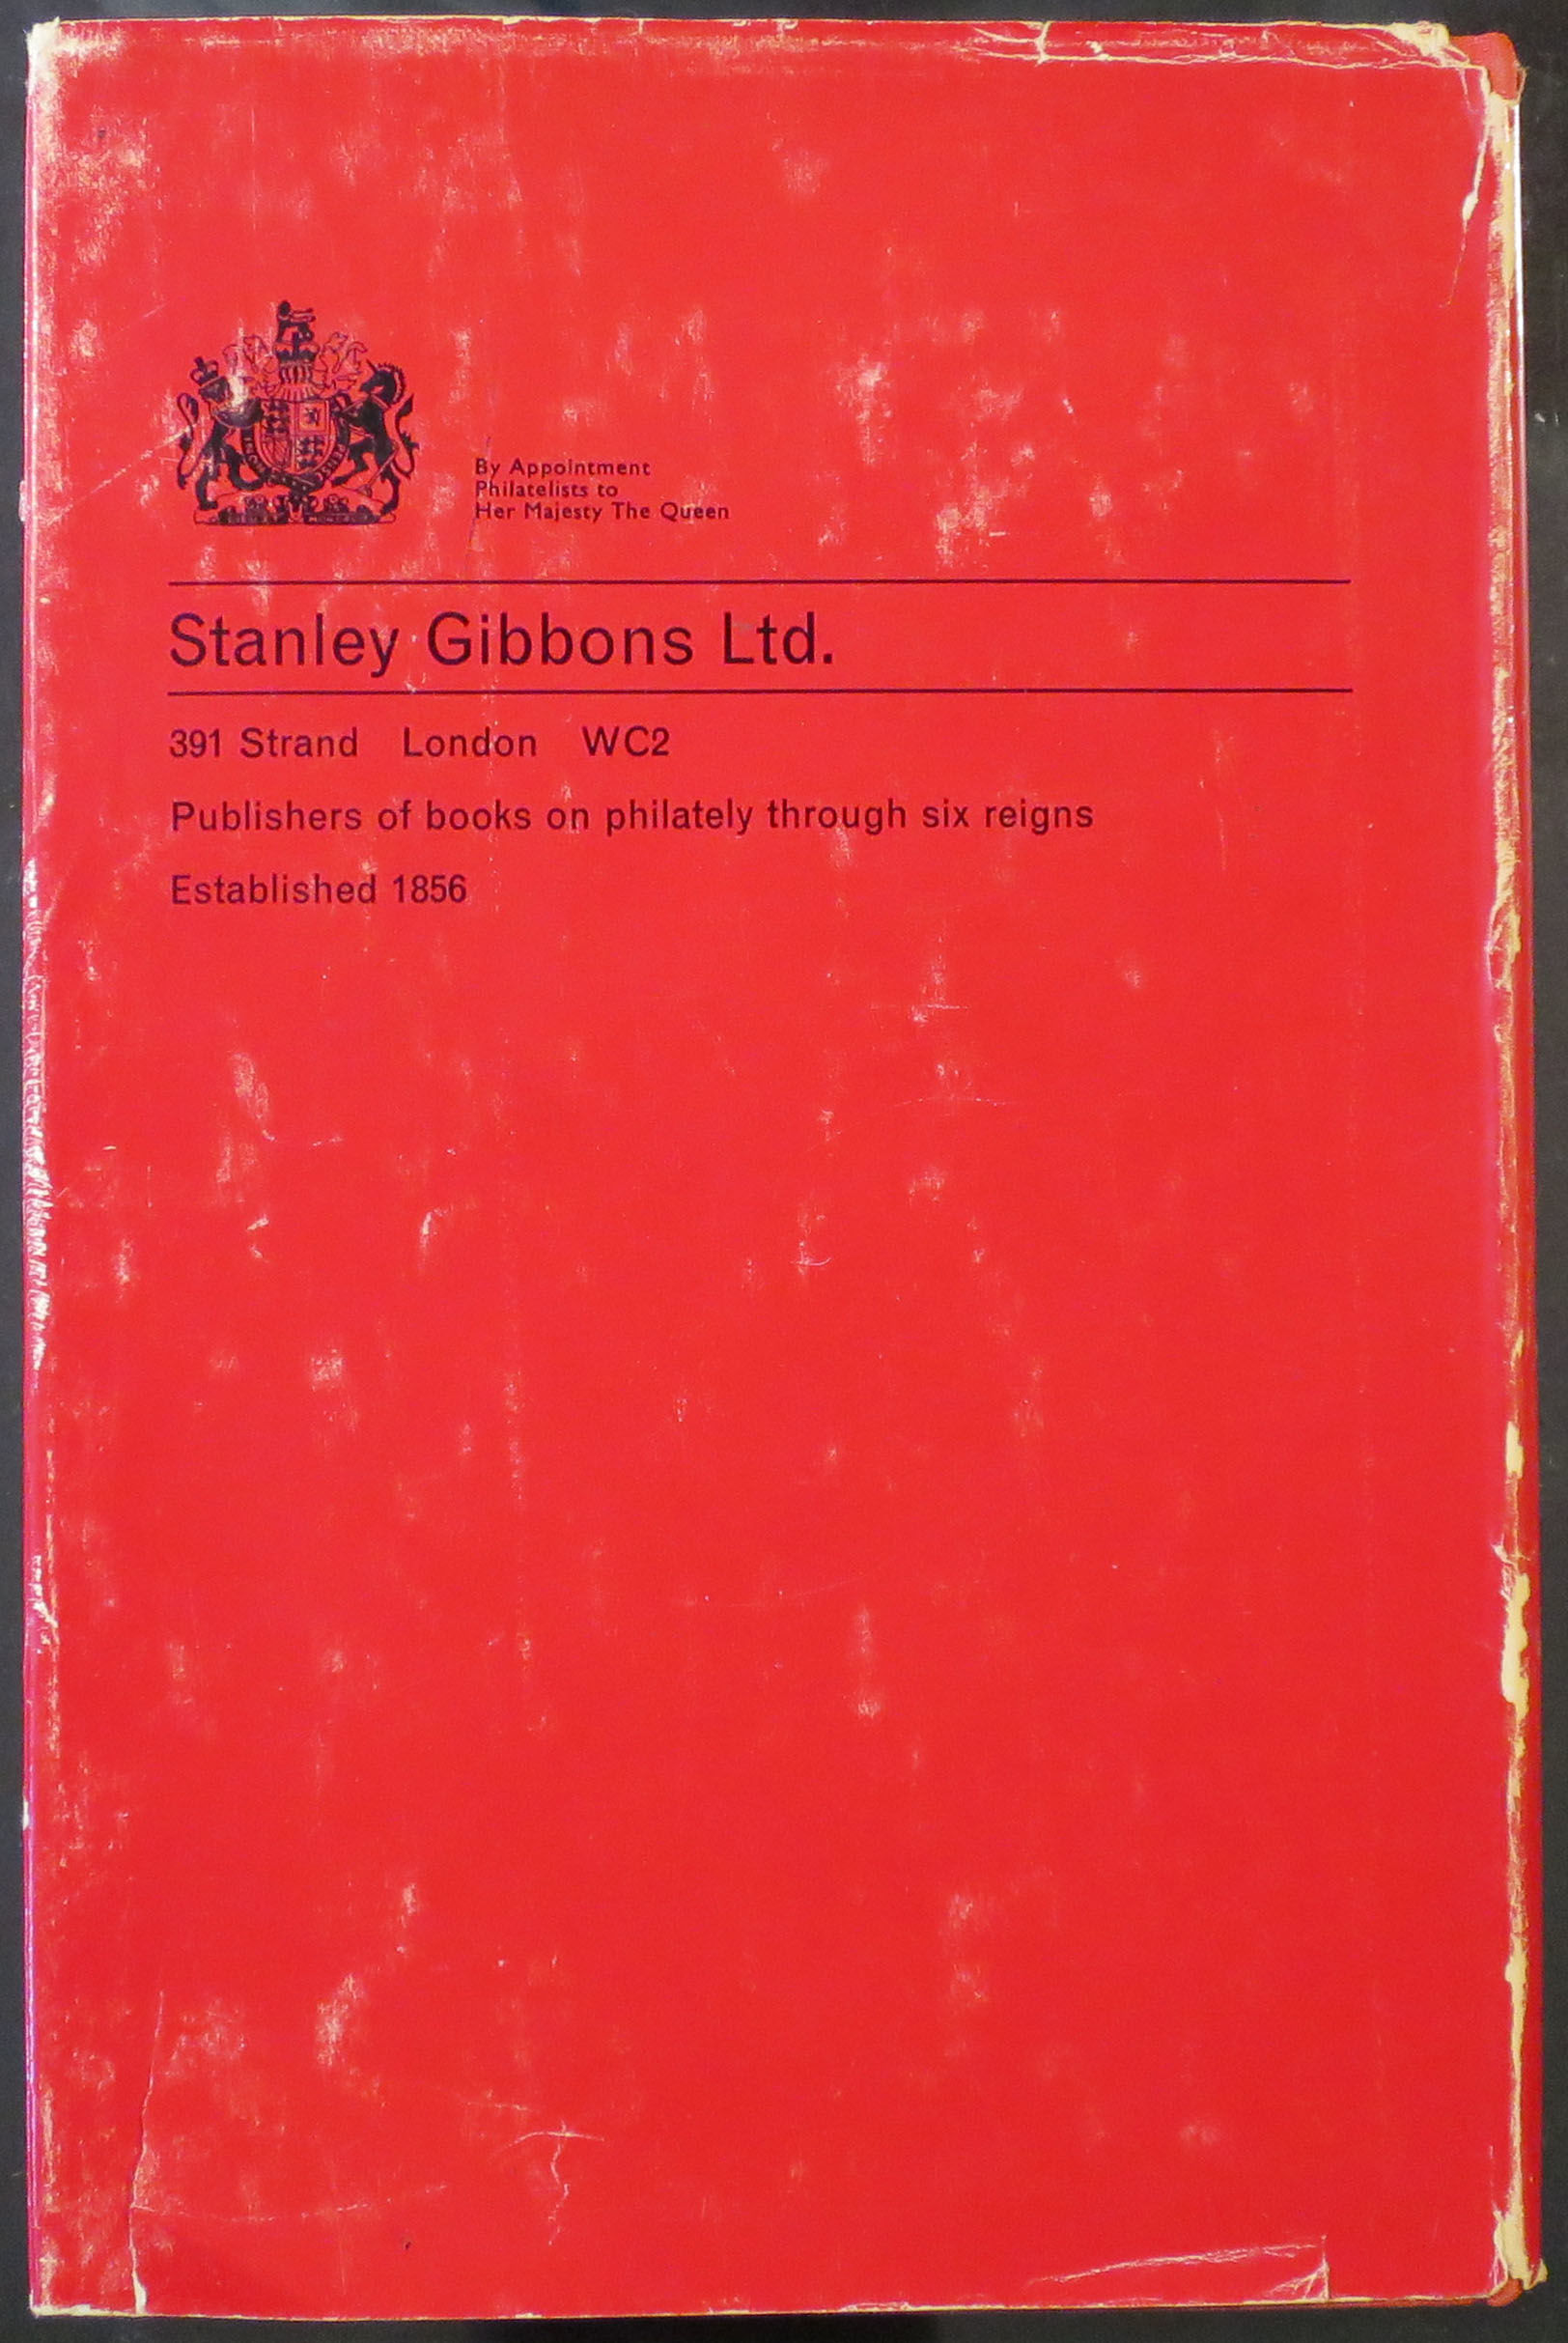 By Appointment
Philatelists to
Her Majesty The Queen
Stanley Gibbons Ltd.
391 Strand London WC2
Publishers of books on philately through six reigns
Established 1856